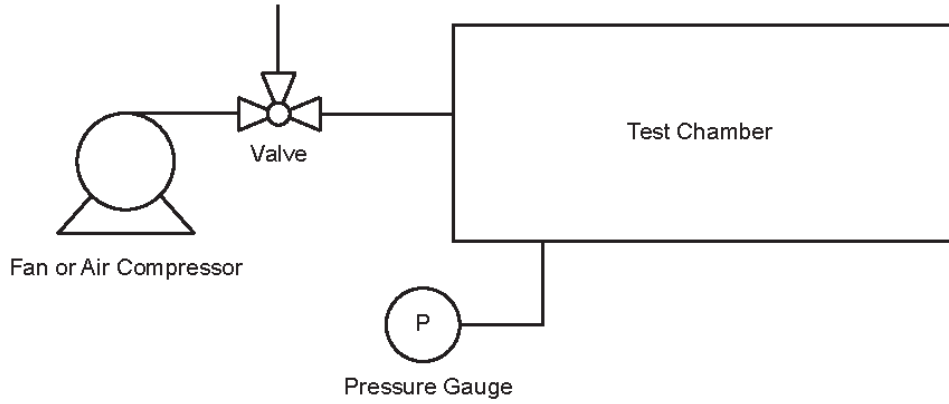 Valve
Test Chamber
Fan or Air Compressor
P
Pressure Gauge